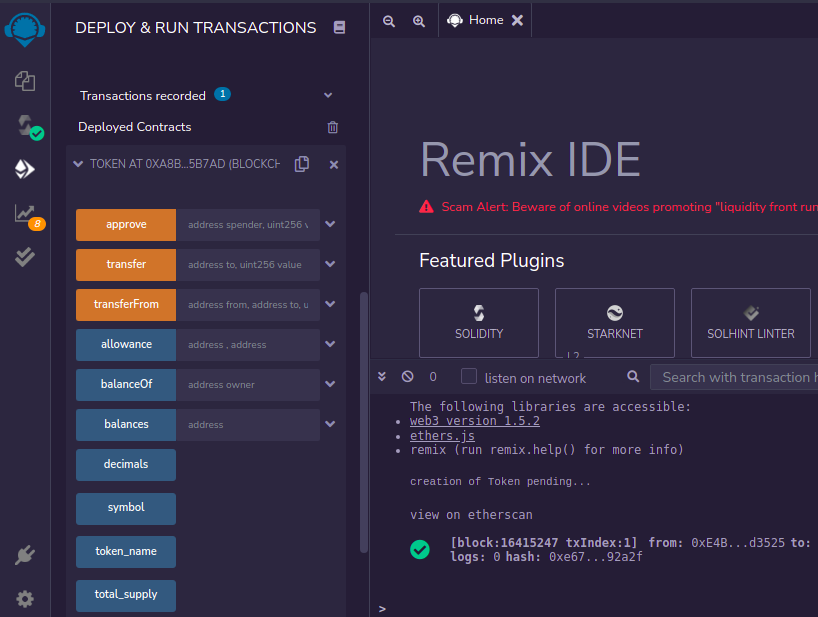 DEPLOY & RUN TRANSACTIONS
Transactions recorded 1
Deployed Contracts
TOKEN AT 0XA8B...5B7AD (BLOCKCH
8
approve address spender, uint256 v
transfer address to, uint256 value
transferFrom address from, address to, u
allowance address , address
balanceOf address owner
balances address
decimals
symbol
token_name
total_supply
Home
Remix IDE
Scam Alert: Beware of online videos promoting "liquidity front run
Featured Plugins
SOLIDITY
STARKNET
SOLHINT LINTER
L2
0 listen on network Search with transaction h
The following libraries are accessible:
web3 version 1.5.2
ethers.js
remix (run remix.help() for more info)
creation of Token pending...
view on etherscan
[block:16415247 txIndex:1] from: 0xE4B...d3525 to:
logs: 0 hash: 0xe67...92a2f
>